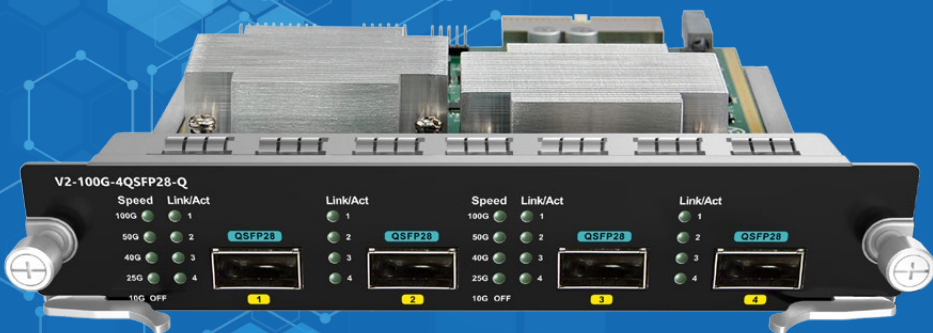 V2-100G-4QSFP28-Q
Speed Link/Act Link/Act Speed Link/Act Link/Act
100G 1 1 100G 1 1
50G 2 QSFP28 2 QSFP28 50G 2 QSFP28 2 QSFP28
40G 3 3 40G 3 3
25G 4 4 25G 4 4
10G OFF 1 2 10G OFF 3 4